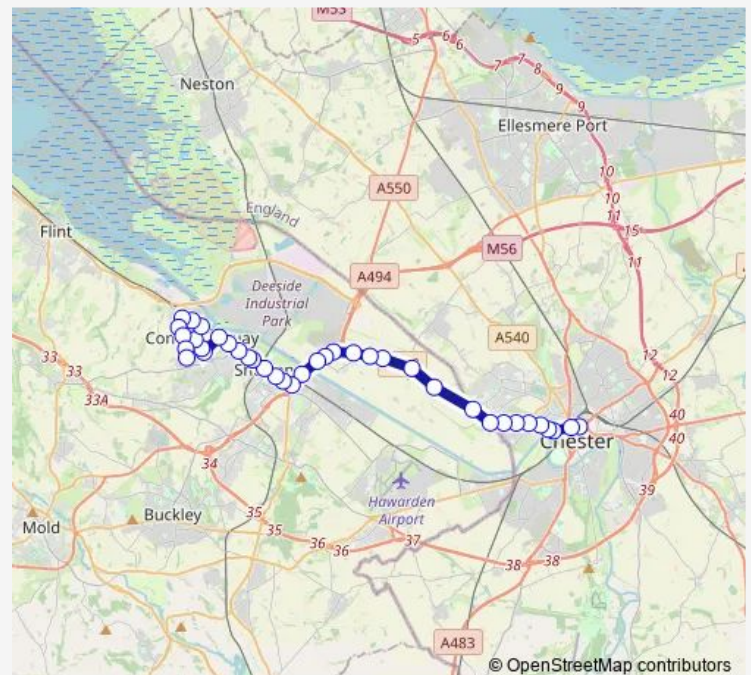 M53
5
6
6
7
7
8
9
9
Neston
Ellesmere Port
10
10
11
A550
England
15
Flint
M56
11
A494
Deeside
Industrial
Park
A540
33
33
12
12
33A
40
Chester
40
34
Hawarden
Airport
39
Buckley
Mold
35
35
36
36
37
38
38
A483
© OpenStreetMap contributors